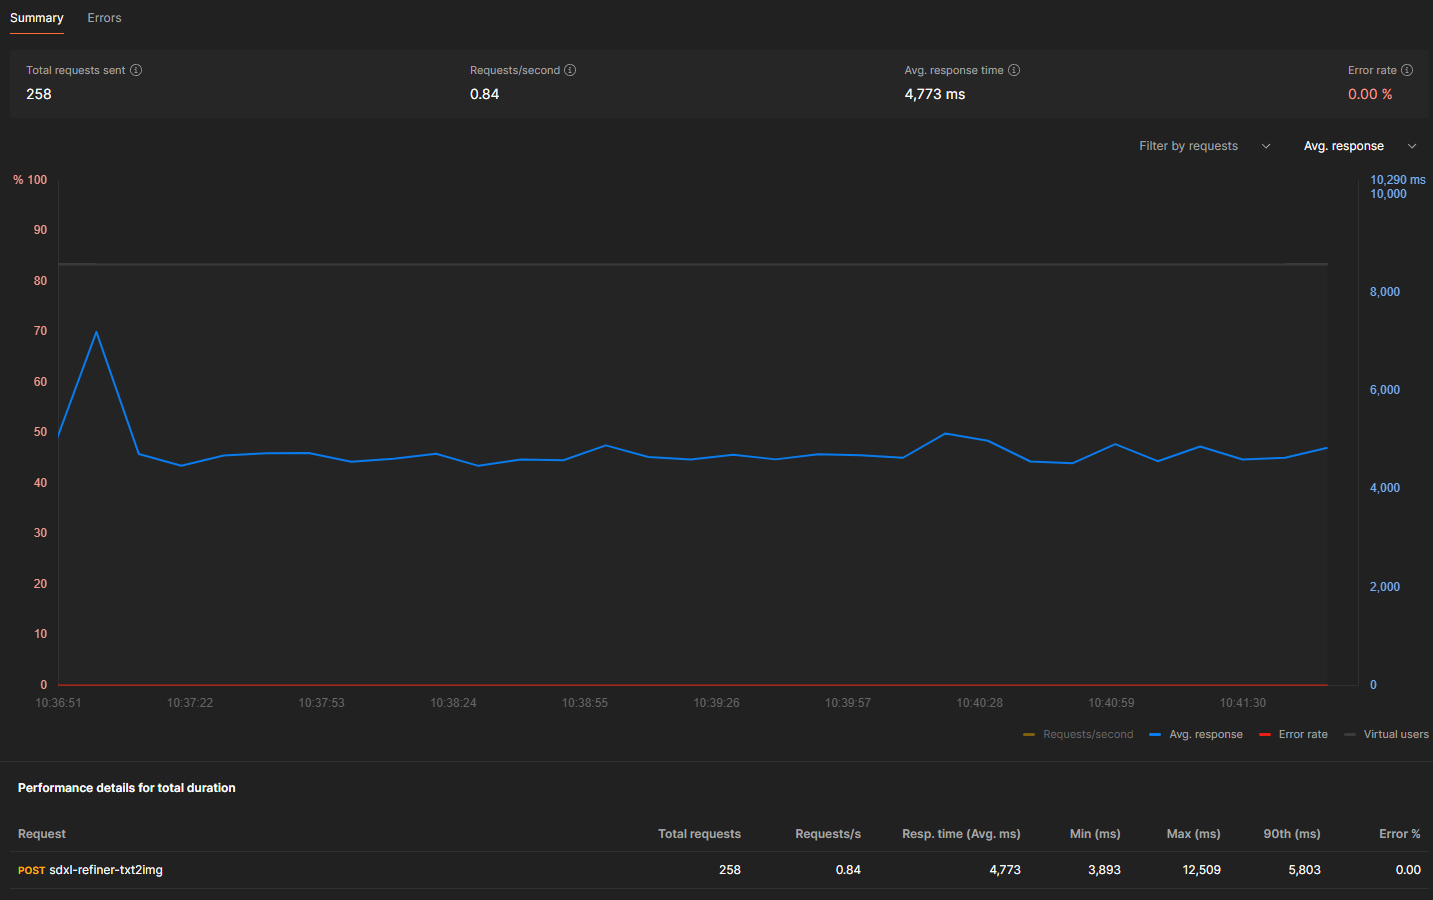 Summary Errors
Total requests sent Requests/second Avg. response time Error rate
258 0.84 4,773 ms 0.00 %
Filter by requests Avg. response
% 100 10,290 ms
10,000
90
80 8,000
70
60 6,000
50
40 4,000
30
20 2,000
10
0 0
10:36:51 10:37:22 10:37:53 10:38:24 10:38:55 10:39:26 10:39:57 10:40:28 10:40:59 10:41:30
Requests/second Avg. response Error rate Virtual users
Performance details for total duration
Request Total requests Requests/s Resp. time (Avg. ms) Min (ms) Max (ms) 90th (ms) Error %
POST sdxl-refiner-txt2img 258 0.84 4,773 3,893 12,509 5,803 0.00